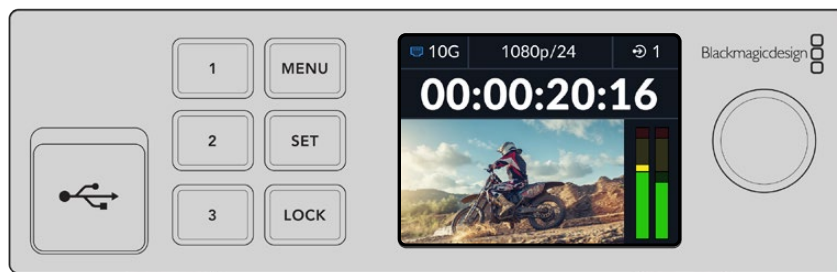 10G 1080p/24 1
Blackmagicdesign
1 MENU
00:00:20:16
2 SET
3 LOCK